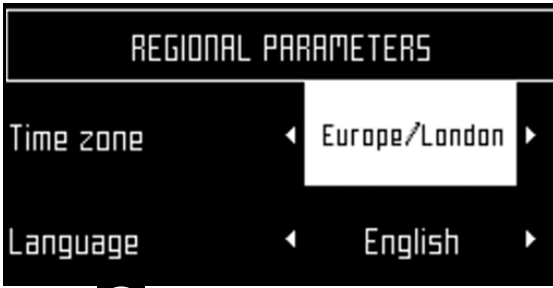 REGIONAL PARAMETERS
Time zone Europe/London
Language English